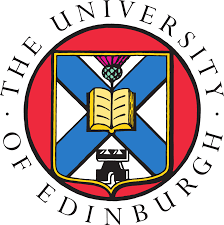 · THE UNIVERSITY ·
OF EDINBURGH